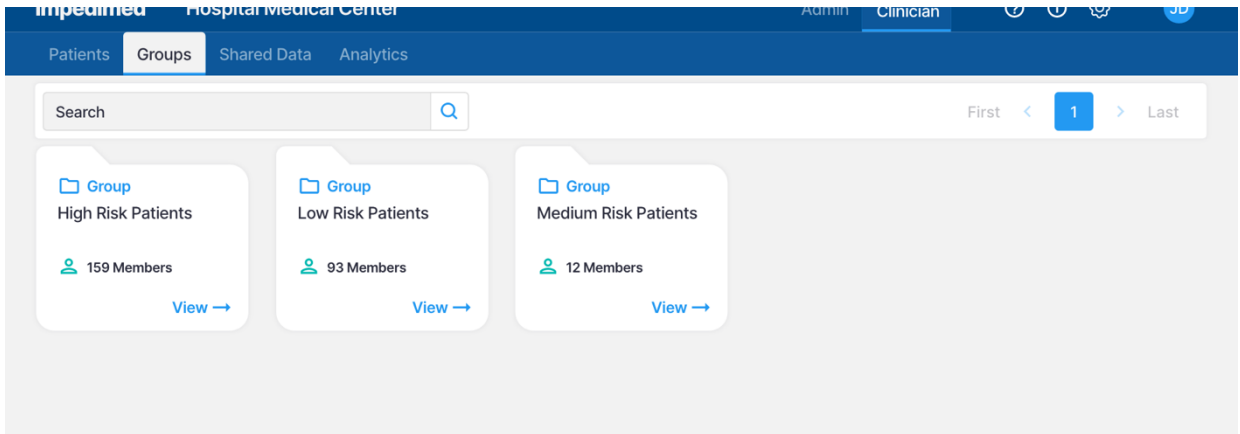 impedimed Hospital Medical Center Admin Clinician JD
Patients Groups Shared Data Analytics
Search First 1 Last
Group Group Group
High Risk Patients Low Risk Patients Medium Risk Patients
159 Members 93 Members 12 Members
View → View → View →